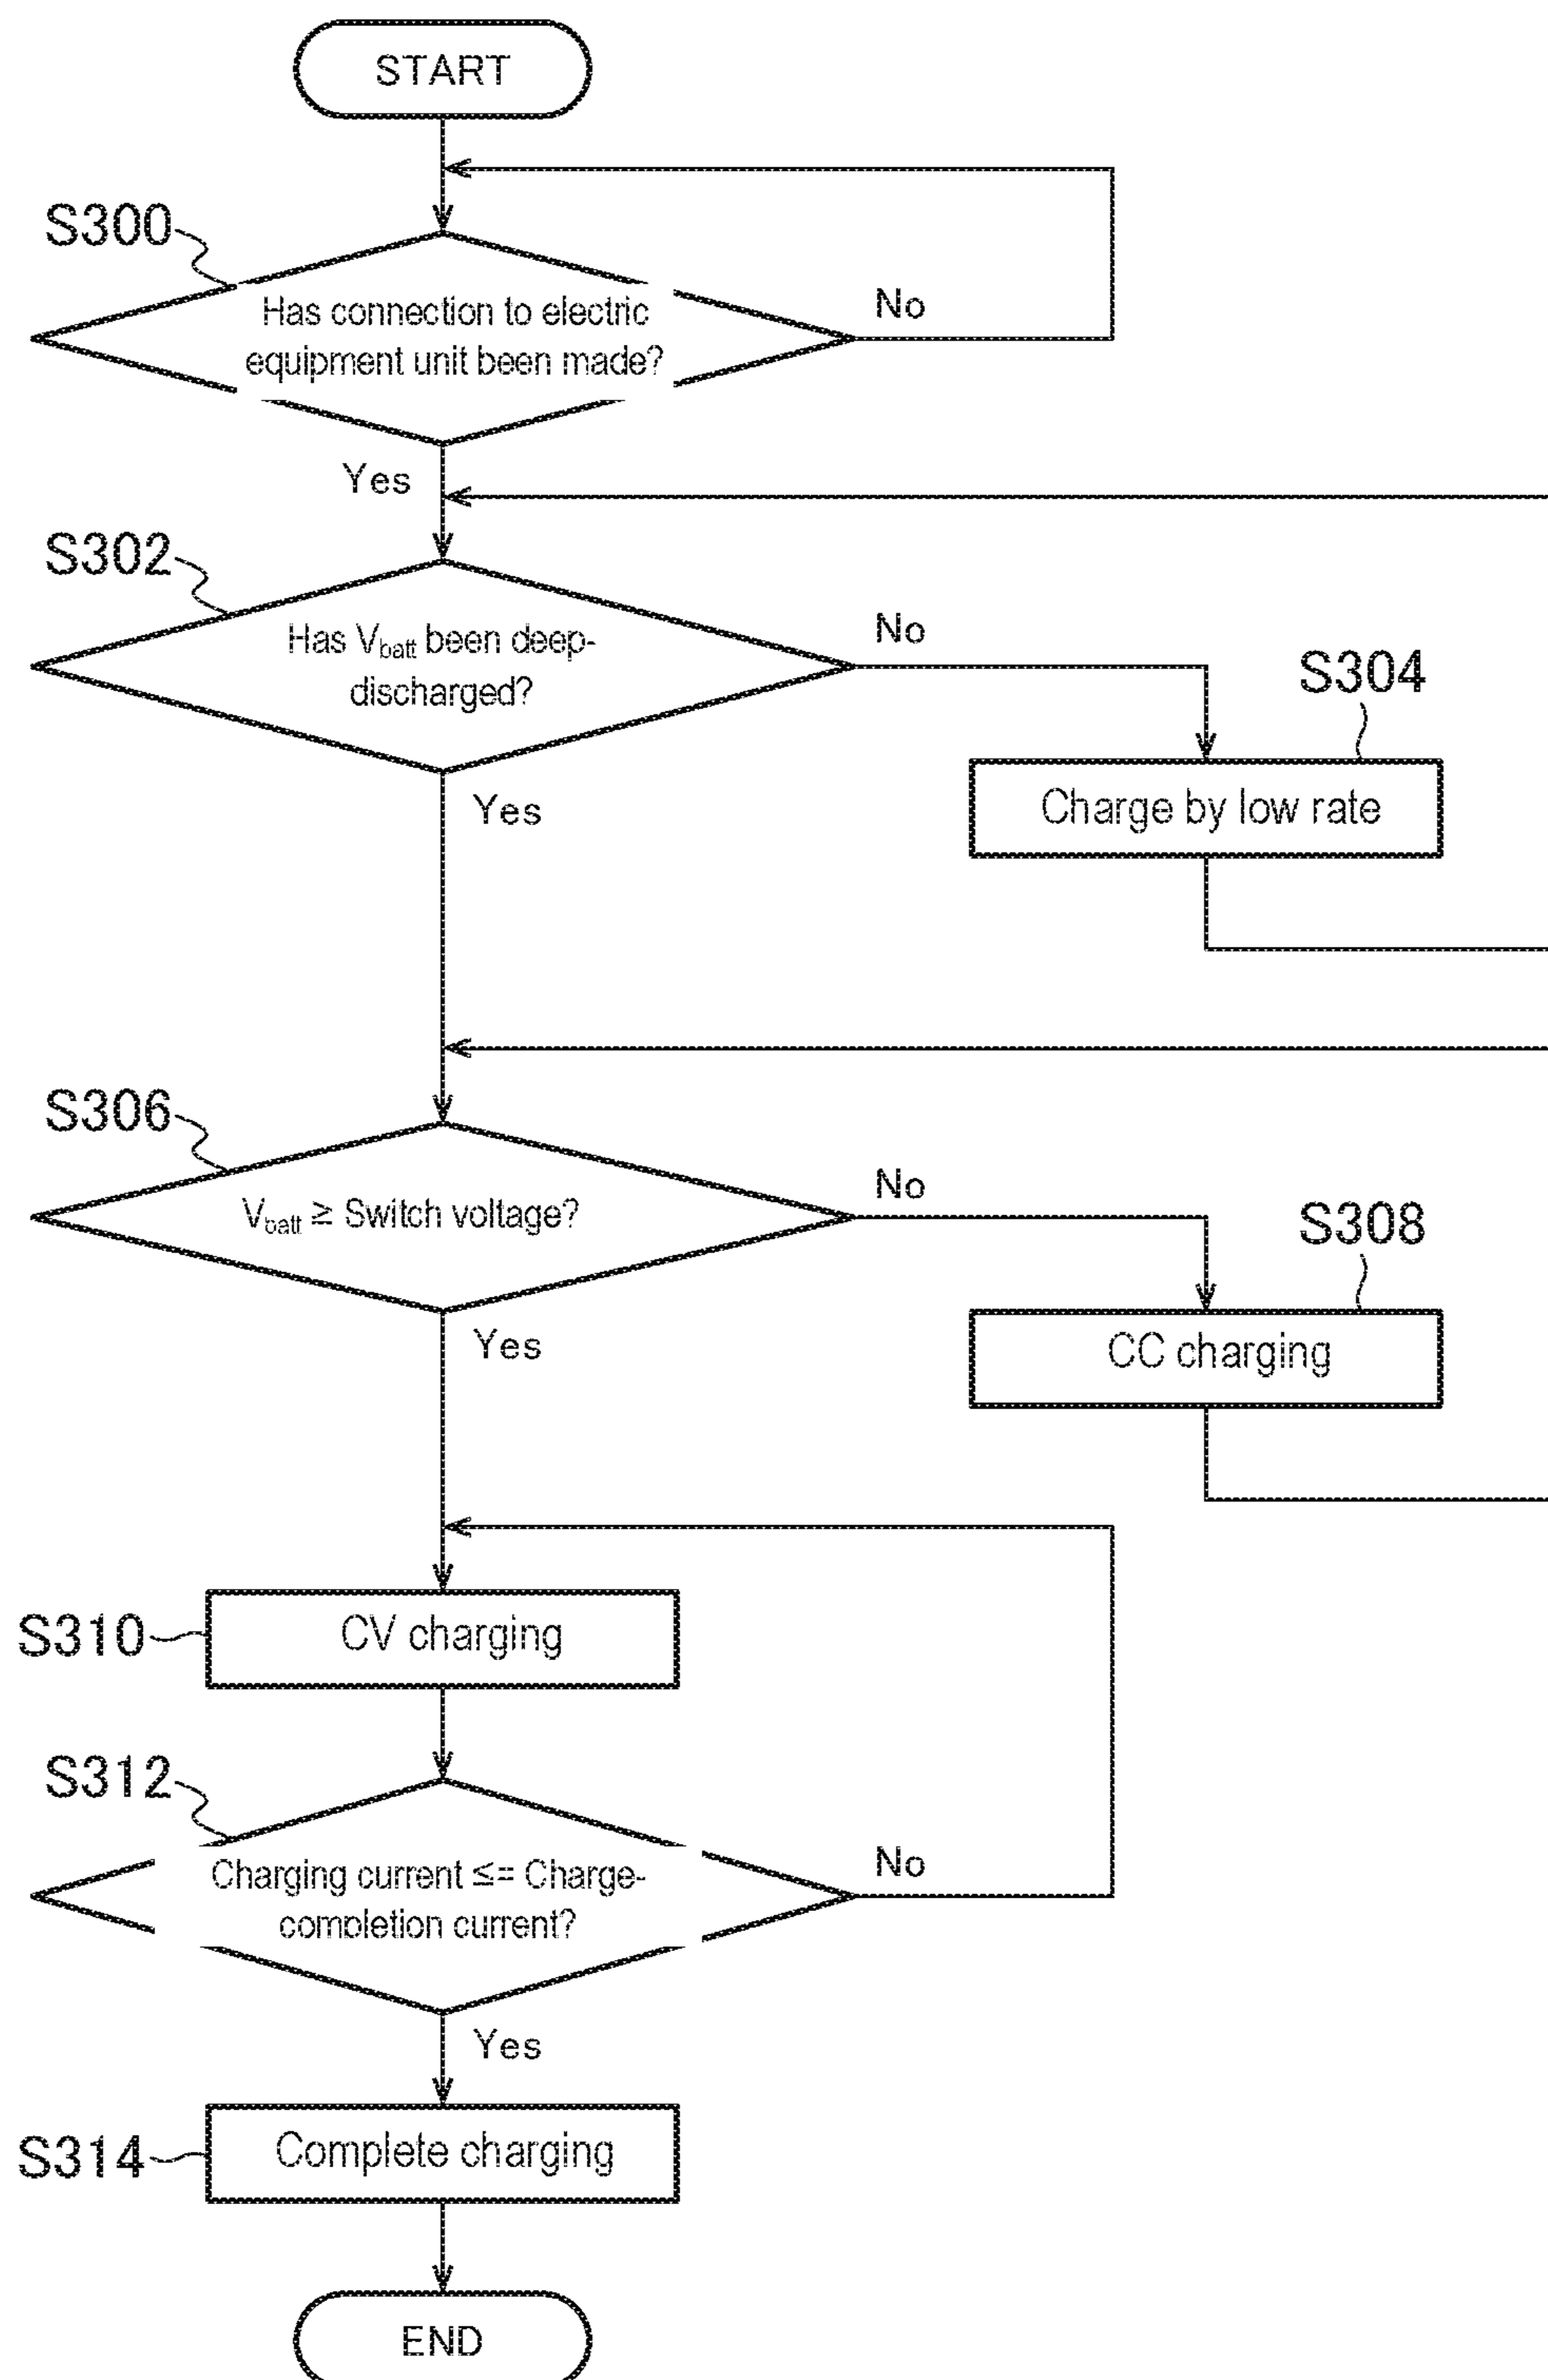 START
S300
Has connection to electric
equipment unit been made?
No
Yes
S302
Has Vbatt been deep-
discharged?
No
S304
Charge by low rate
Yes
S306
Vbatt ≥ Switch voltage?
No
S308
CC charging
Yes
S310
CV charging
S312
Charging current ≤= Charge-
completion current?
No
Yes
S314
Complete charging
END